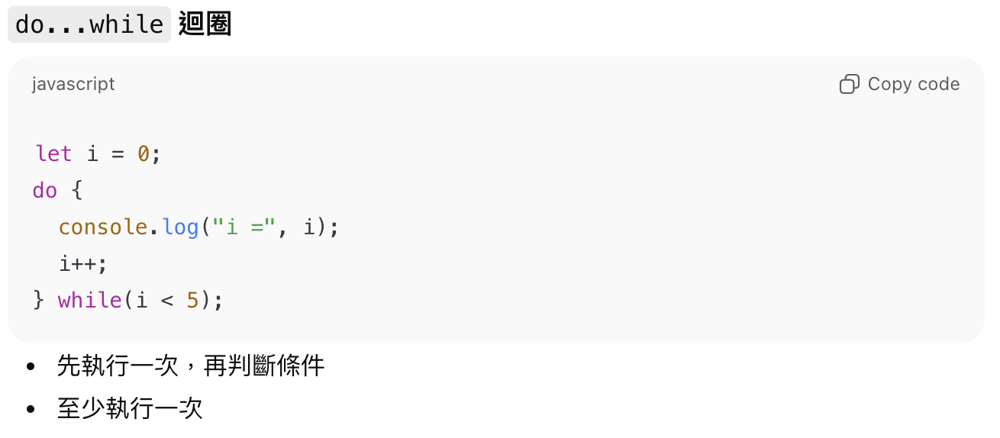 do...while 迴圈
javascript
Copy code
let i = 0;
do {
  console.log("i =", i);
  i++;
} while(i < 5);
• 先執行一次，再判斷條件
• 至少執行一次